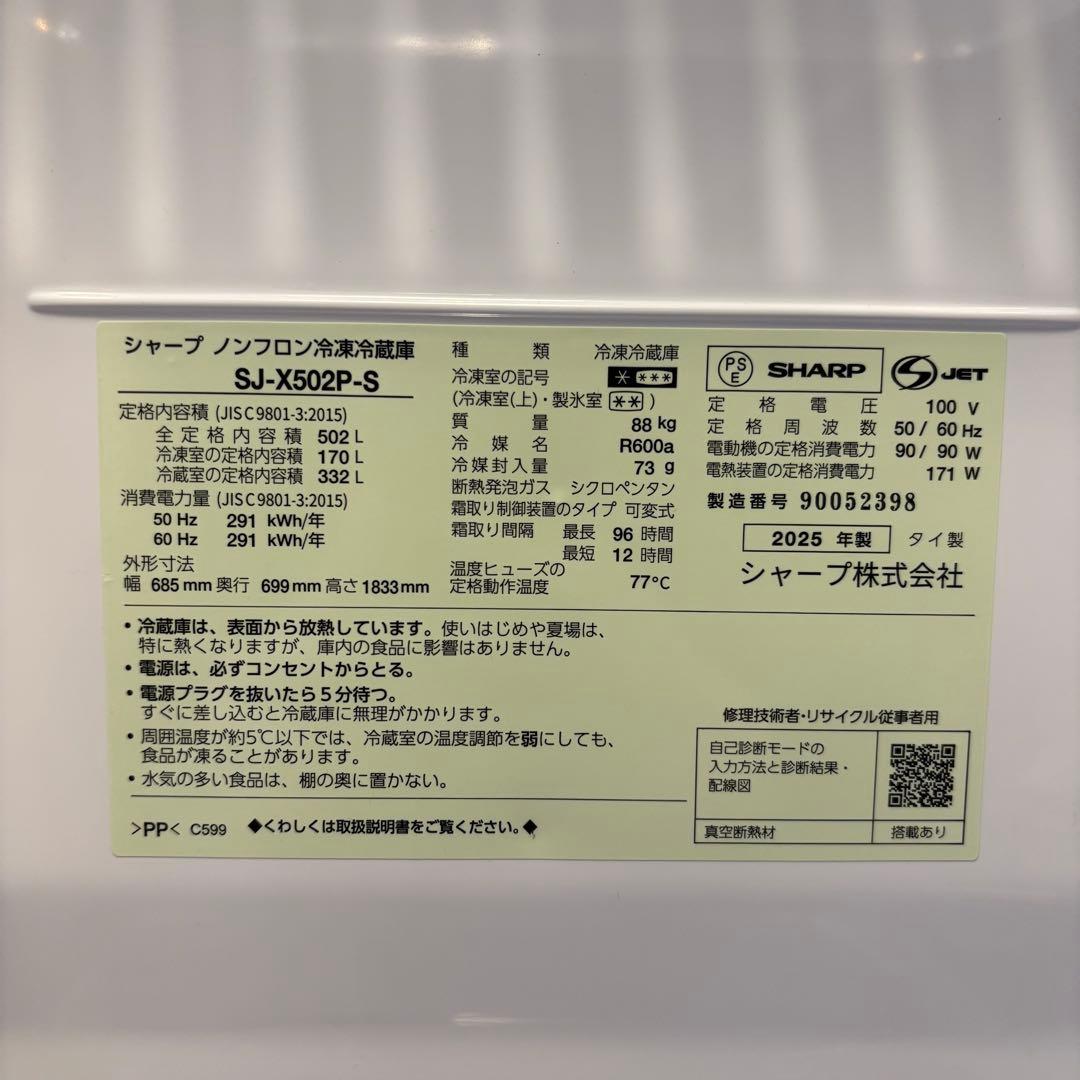 シャープ ノンフロン冷凍冷蔵庫
SJ-X502P-S
定格内容積 (JIS C 9801-3:2015)
全定格内容積 502 L
冷凍室の定格内容積 170 L
冷蔵室の定格内容積 332 L
消費電力量 (JIS C 9801-3:2015)
50 Hz 291 kWh/年
60 Hz 291 kWh/年
外形寸法
幅 685 mm 奥行 699 mm 高さ 1833 mm
種類 冷凍冷蔵庫
冷凍室の記号 ****
(冷凍室(上)・製氷室 ** )
質量 88 kg
冷媒名 R600a
冷媒封入量 73 g
断熱発泡ガス シクロペンタン
霜取り制御装置のタイプ 可変式
霜取り間隔 最長 96 時間
最短 12 時間
温度ヒューズの
定格動作温度 77℃
PSE SHARP S JET
定格電圧 100 V
定格周波数 50 / 60 Hz
電動機の定格消費電力 90 / 90 W
電熱装置の定格消費電力 171 W
製造番号 90052398
2025 年製 タイ製
シャープ株式会社
• 冷蔵庫は、表面から放熱しています。使いはじめや夏場は、
特に熱くなりますが、庫内の食品に影響はありません。
• 電源は、必ずコンセントからとる。
• 電源プラグを抜いたら5分待つ。
すぐに差し込むと冷蔵庫に無理がかかります。
• 周囲温度が約5℃以下では、冷蔵室の温度調節を弱にしても、
食品が凍ることがあります。
• 水気の多い食品は、棚の奥に置かない。
>PP< C599 ◆くわしくは取扱説明書をご覧ください。◆
修理技術者・リサイクル従事者用
自己診断モードの
入力方法と診断結果・
配線図
真空断熱材 搭載あり